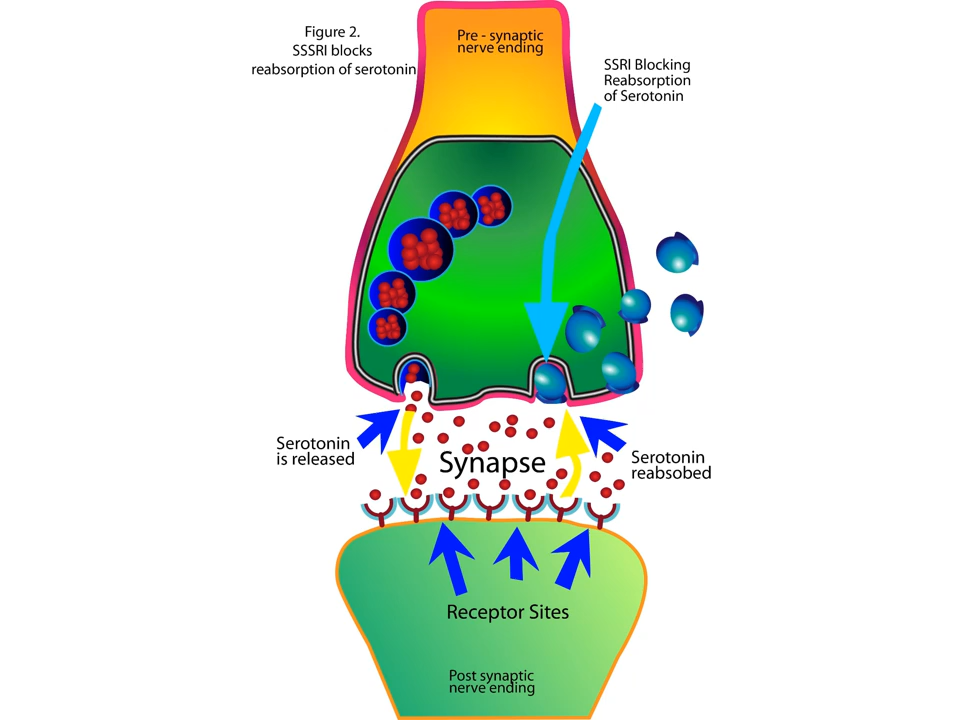 Figure 2.
SSSRI blocks
reabsorption of serotonin
Pre - synaptic
nerve ending
SSRI Blocking
Reabsorption
of Serotonin
Serotonin
is released
Synapse
Serotonin
reabsobed
Receptor Sites
Post synaptic
nerve ending